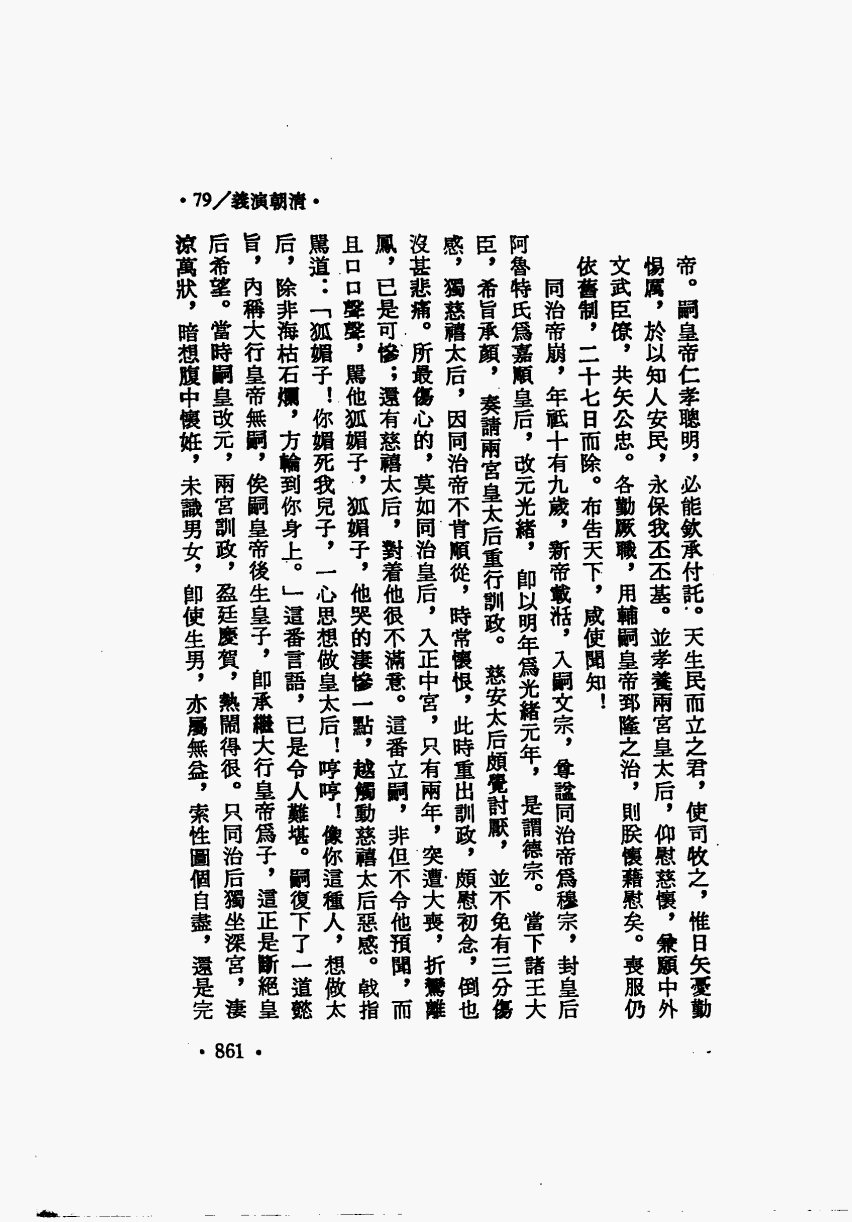 •79/義演朝清•
帝。嗣皇帝仁孝聰明，必能欽承付託。天生民而立之君，使司牧之，惟日矢憂勤
惕厲，於以知人安民，永保我丕丕基。並孝養兩宮皇太后，仰慰慈懷，兼願中外
文武臣僚，共矢公忠。各勤厥職，用輔嗣皇帝郅隆之治，則朕懷藉慰矣。喪服仍
依舊制，二十七日而除。布吿天下，咸使聞知！
同治帝崩，年祗十有九歲，新帝載湉，入嗣文宗，尊諡同治帝爲穆宗，封皇后
阿魯特氏爲嘉順皇后，改元光緒，卽以明年爲光緒元年，是謂德宗。當下諸王大
臣，希旨承顏，奏請兩宮皇太后重行訓政。慈安太后頗覺討厭，並不免有三分傷
感，獨慈禧太后，因同治帝不肯順從，時常懷恨，此時重出訓政，頗慰初念，倒也
沒甚悲痛。所最傷心的，莫如同治皇后，入正中宮，只有兩年，突遭大喪，折鸞離
鳳，已是可慘；還有慈禧太后，對着他很不滿意。這番立嗣，非但不令他預聞，而
且口口聲聲，駡他狐媚子，狐媚子，他哭的淒慘一點，越觸動慈禧太后惡感。戟指
駡道：「狐媚子！你媚死我兒子，一心思想做皇太后！哼哼！像你這種人，想做太
后，除非海枯石爛，方輪到你身上。」這番言語，已是令人難堪。嗣復下了一道懿
旨，內稱大行皇帝無嗣，俟嗣皇帝後生皇子，卽承繼大行皇帝爲子，這正是斷絕皇
后希望。當時嗣皇改元，兩宮訓政，盈廷慶賀，熱鬧得很。只同治后獨坐深宮，淒
涼萬狀，暗想腹中懷妊，未識男女，卽使生男，亦屬無益，索性圖個自盡，還是完
•861•